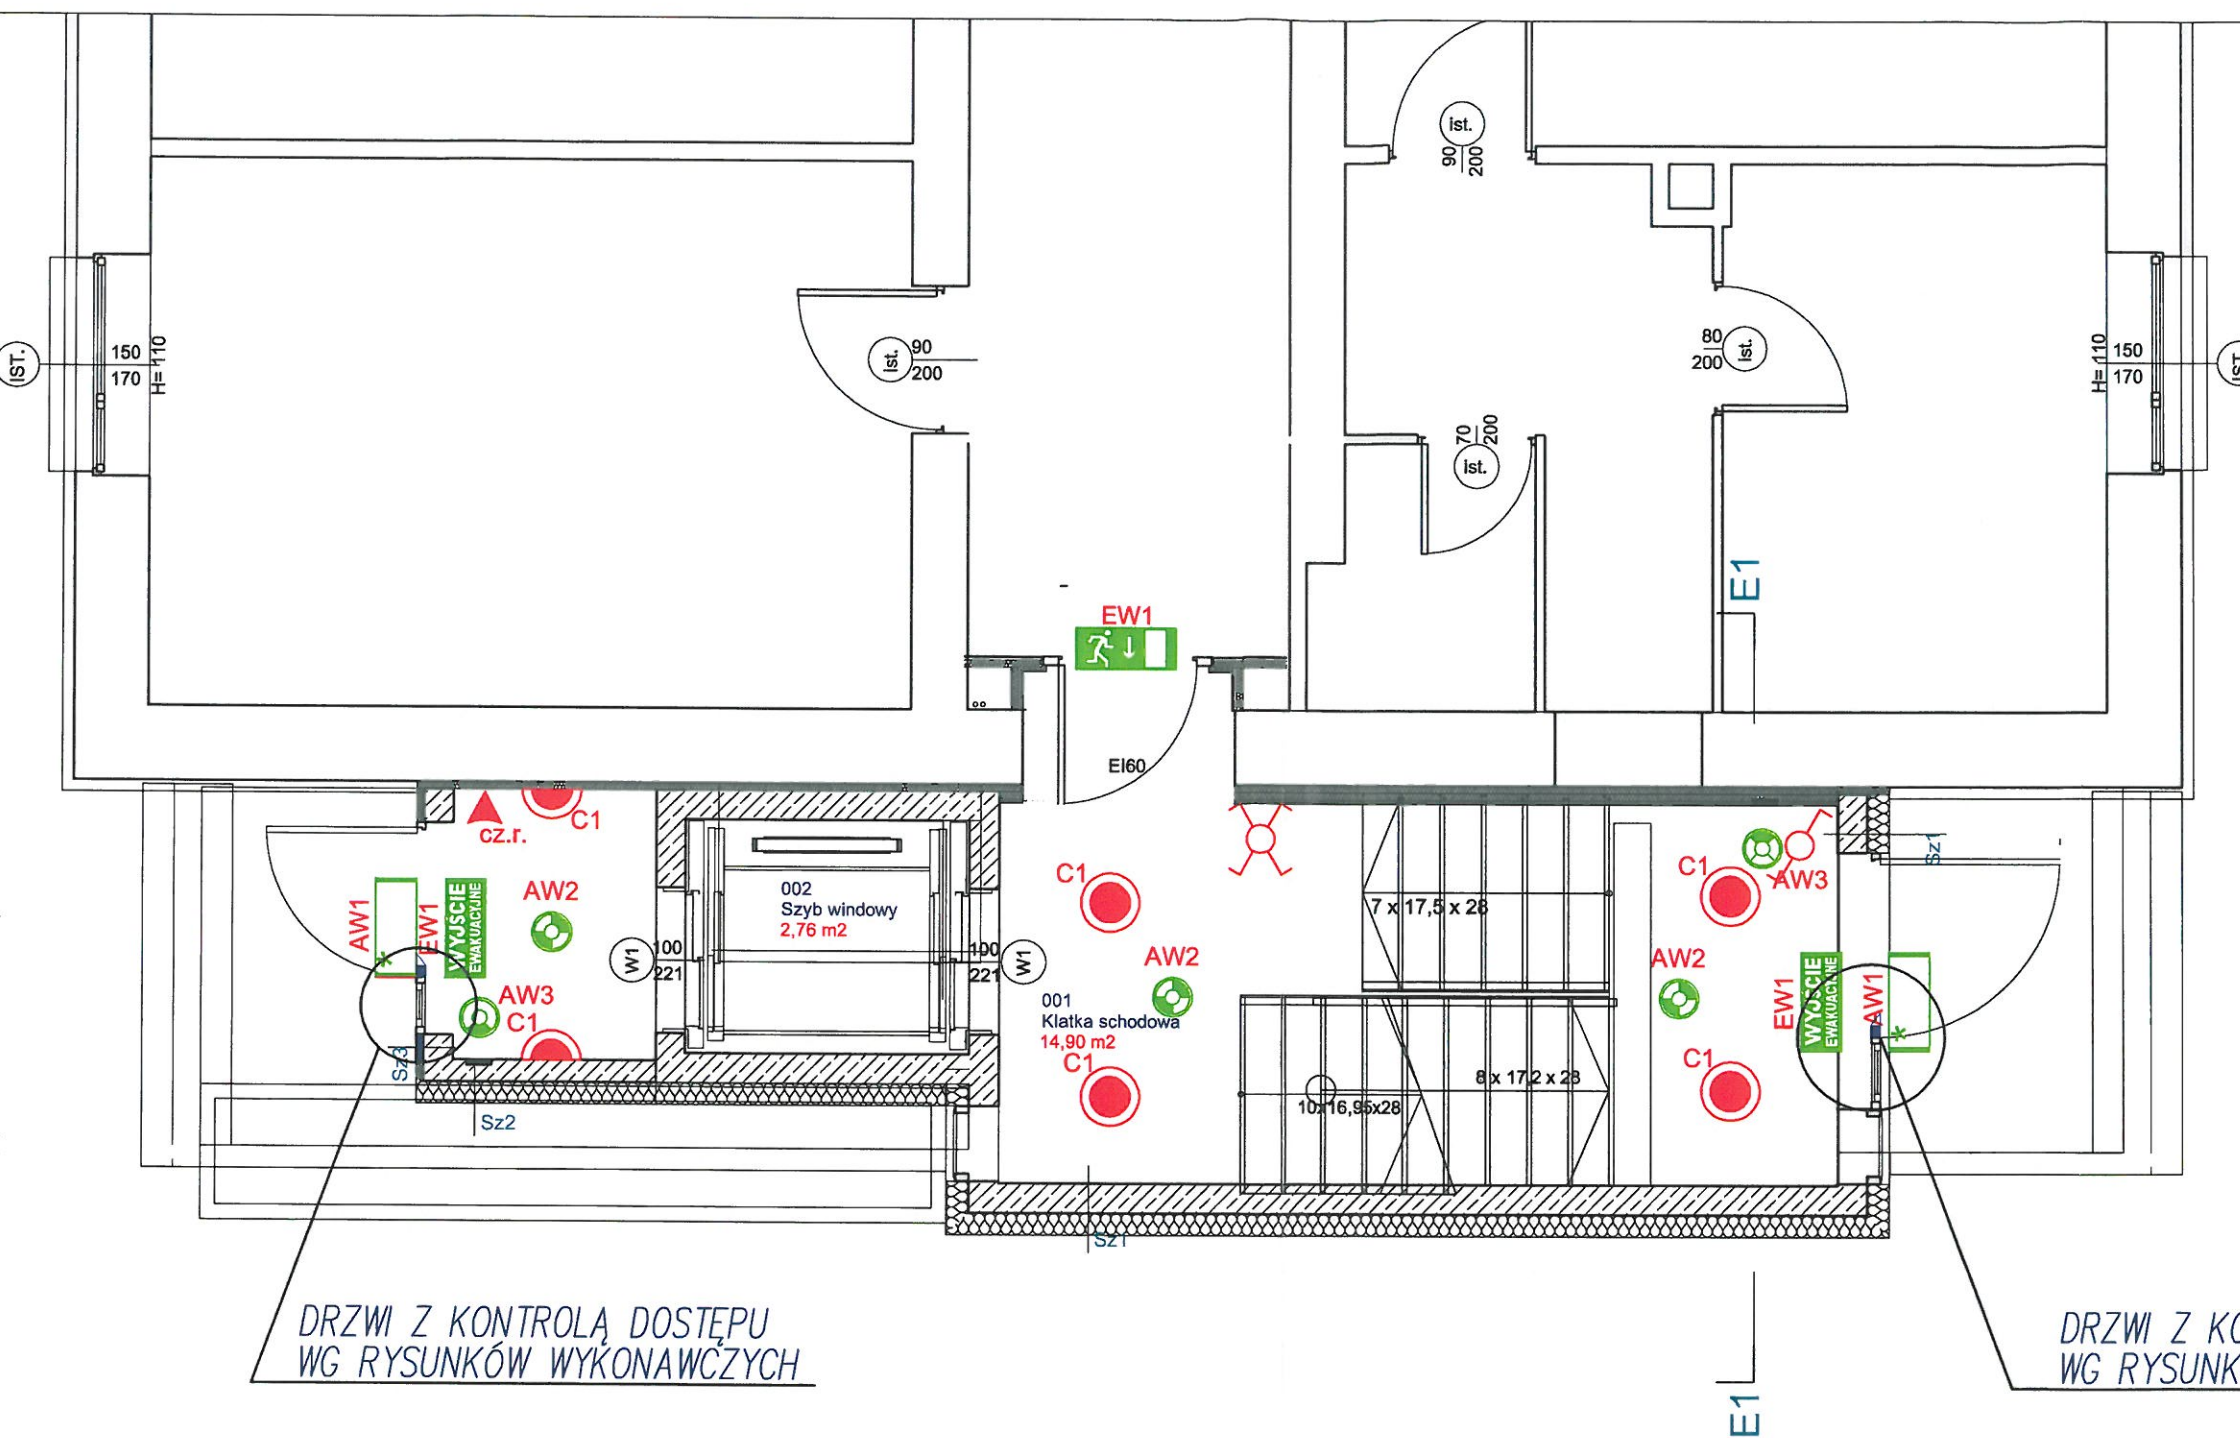 ist.
90
200
IST.
150
170
H=110
ist.
90
200
80
200
ist.
H=110
150
170
IST
70
200
ist.
E1
EW1
EI60
cz.r.
C1
AW1
EW1
WYJŚCIE
EWAKUACYJNE
AW2
AW3
C1
W1
100
221
002
Szyb windowy
2,76 m2
100
221
W1
C1
AW2
001
Klatka schodowa
14,90 m2
C1
7 x 17,5 x 28
8 x 17,2 x 28
10x16,95x28
C1
AW3
AW2
EW1
WYJŚCIE
EWAKUACYJNE
AW1
C1
Sz1
Sz3
Sz2
Sz1
DRZWI Z KONTROLĄ DOSTĘPU
WG RYSUNKÓW WYKONAWCZYCH
DRZWI Z KO
WG RYSUNK
E1